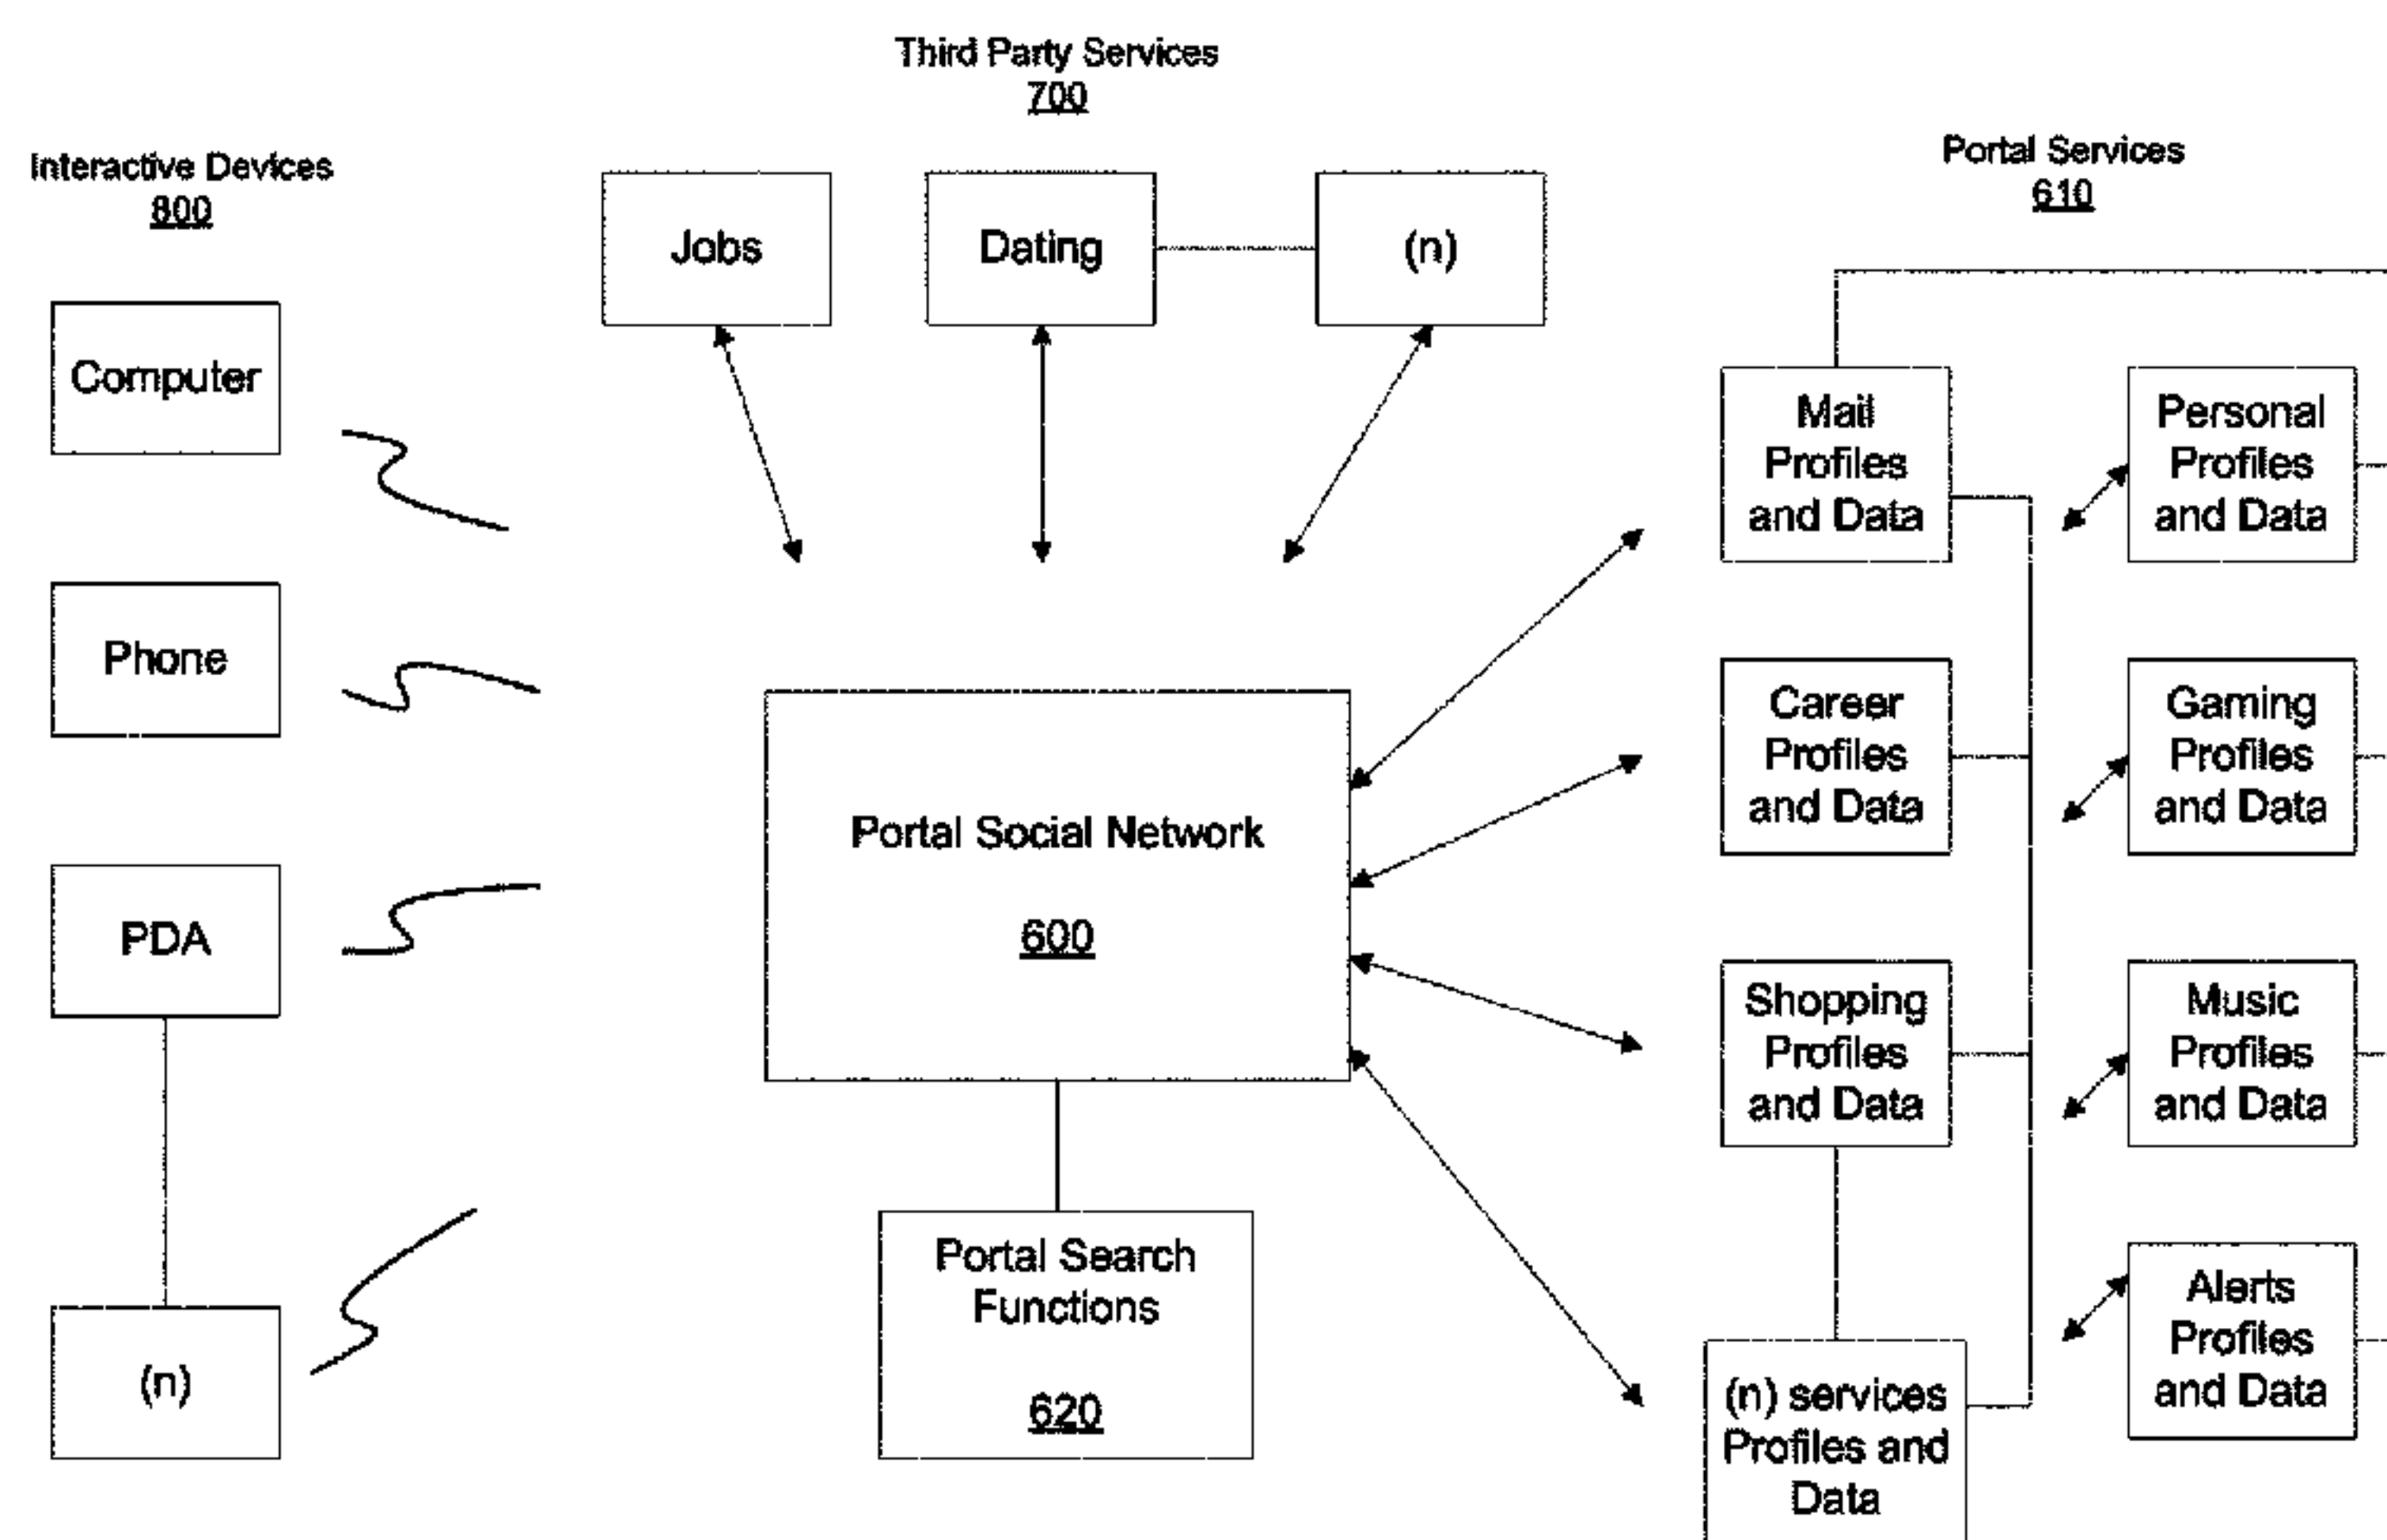 Third Party Services
700
Interactive Devices
800
Portal Services
610
Jobs
Dating
(n)
Computer
Phone
PDA
(n)
Portal Social Network
600
Portal Search
Functions
620
Mail
Profiles
and Data
Personal
Profiles
and Data
Career
Profiles
and Data
Gaming
Profiles
and Data
Shopping
Profiles
and Data
Music
Profiles
and Data
(n) services
Profiles and
Data
Alerts
Profiles
and Data